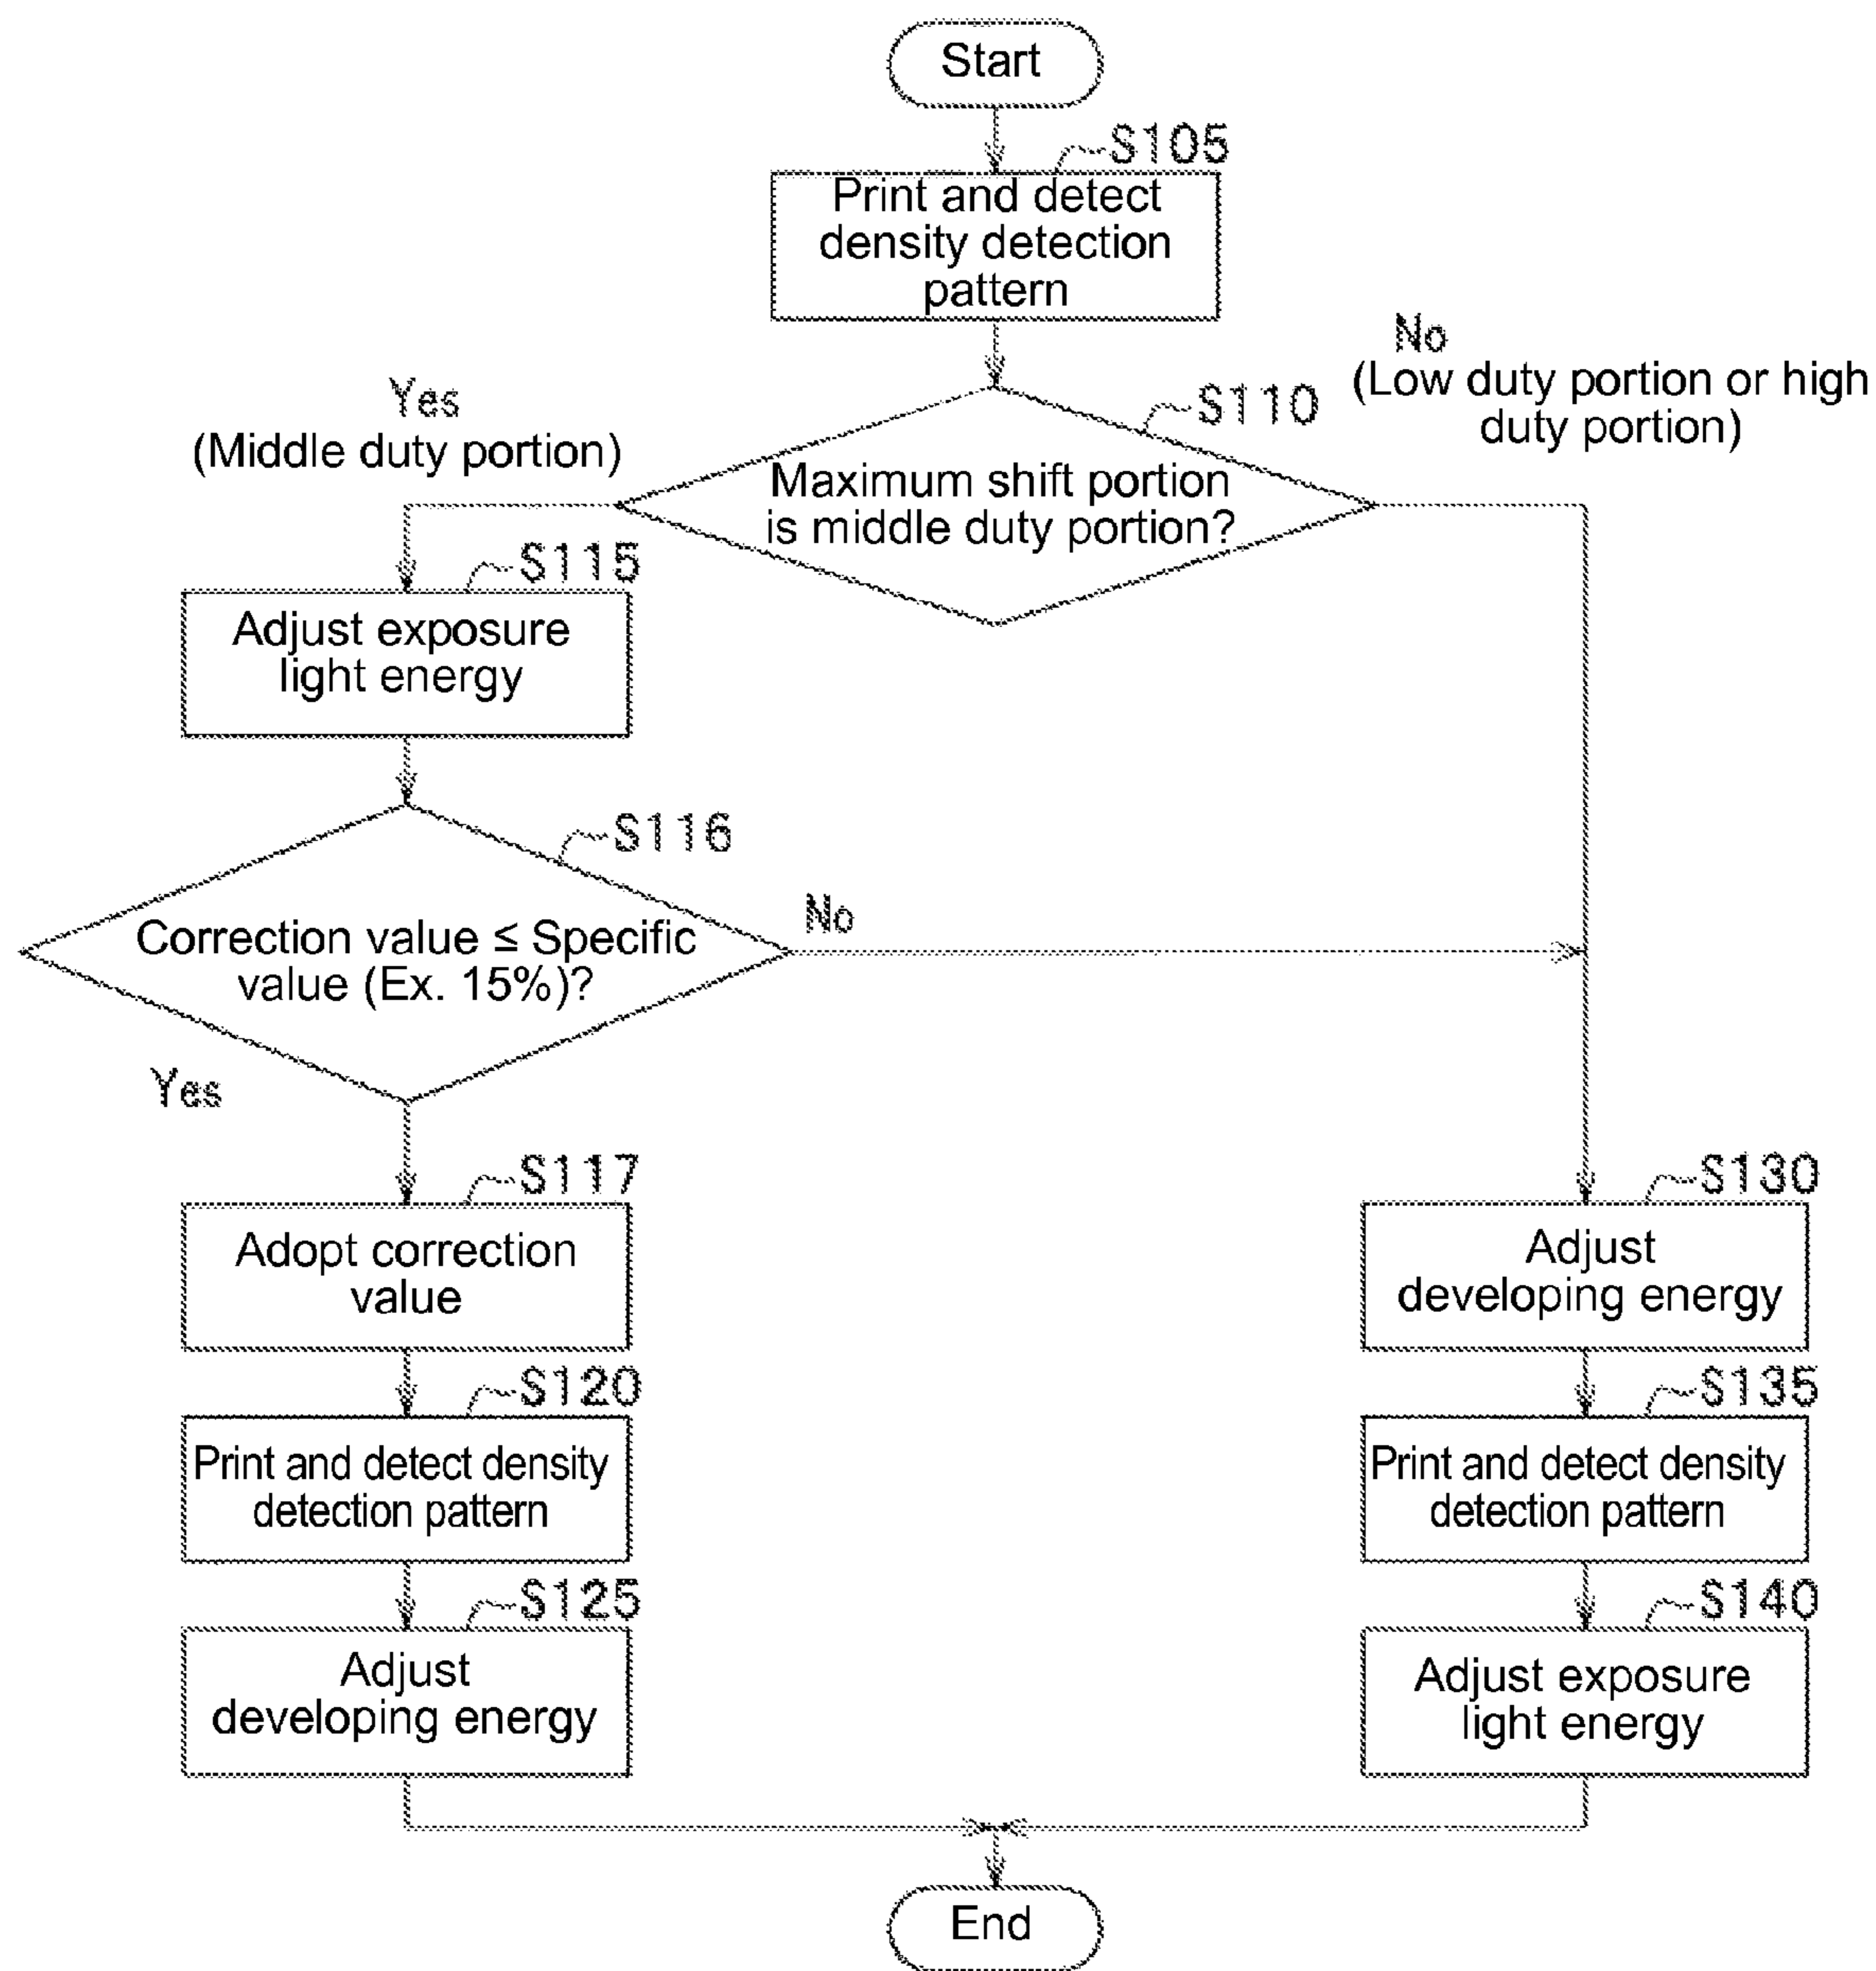 Start
S105
Print and detect
density detection
pattern
No
(Low duty portion or high
duty portion)
Yes
(Middle duty portion)
S110
Maximum shift portion
is middle duty portion?
S115
Adjust exposure
light energy
S116
Correction value ≤ Specific
value (Ex. 15%)?
No
Yes
S117
Adopt correction
value
S130
Adjust
developing energy
S120
Print and detect density
detection pattern
S135
Print and detect density
detection pattern
S125
Adjust
developing energy
S140
Adjust exposure
light energy
End